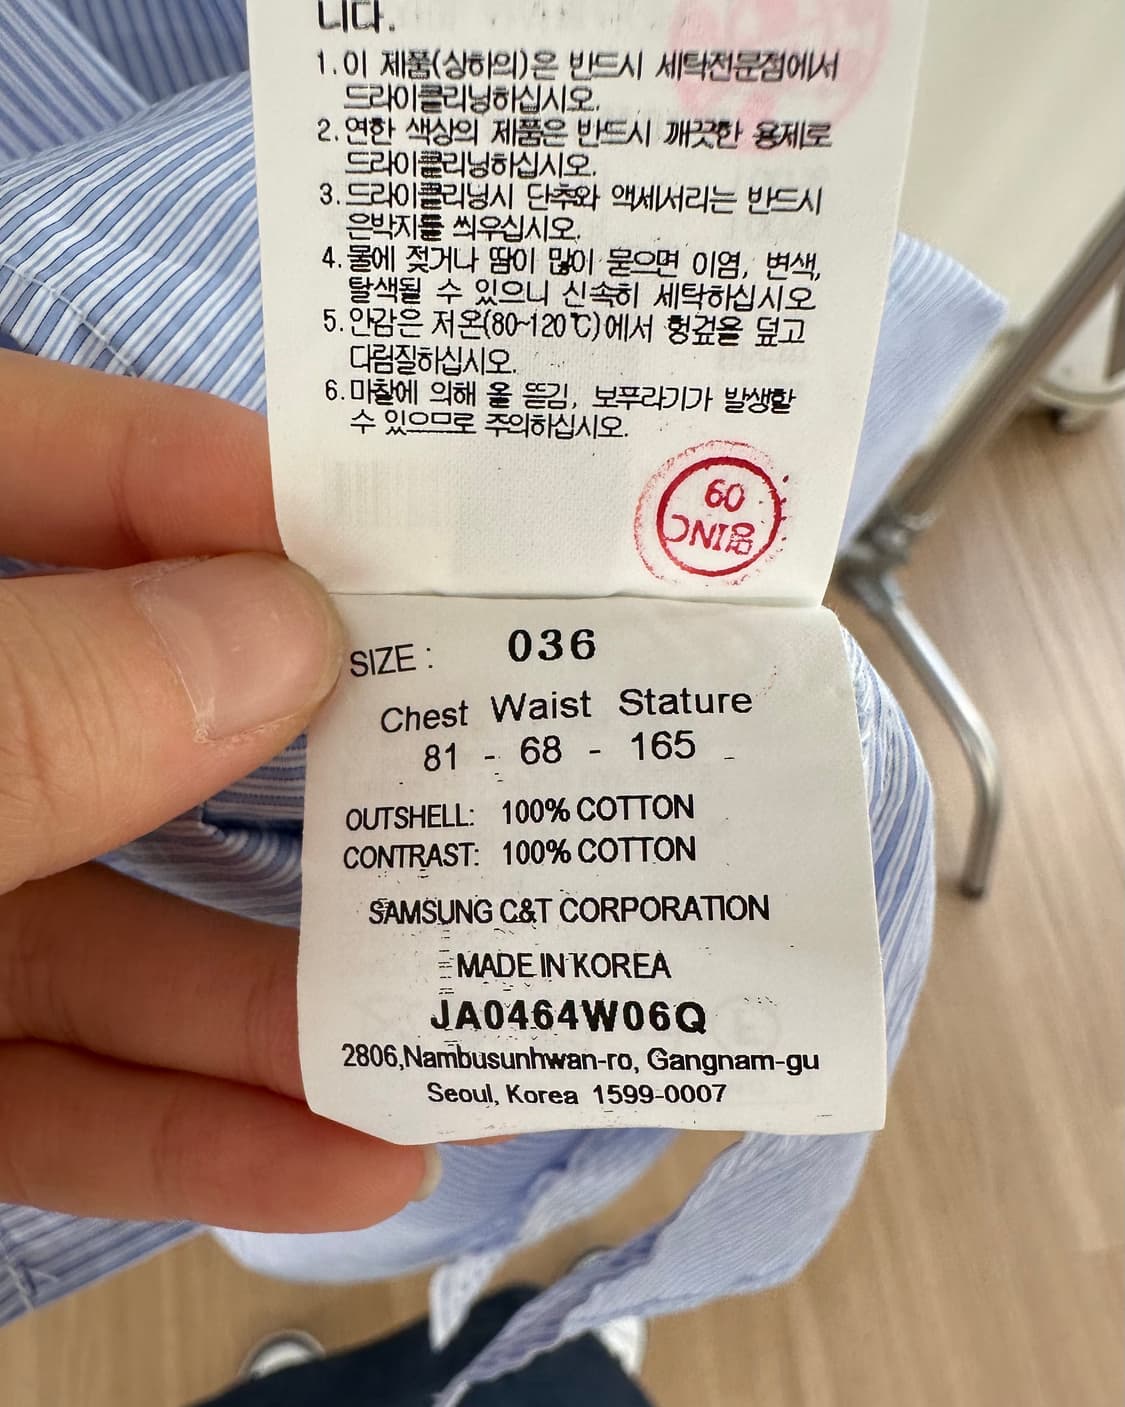 니다.
1.이 제품(상하의)은 반드시 세탁전문점에서
드라이클리닝하십시오.
2.연한 색상의 제품은 반드시 깨끗한 용제로
드라이클리닝하십시오.
3.드라이클리닝시 단추와 액세서리는 반드시
은박지를 씌우십시오.
4.물에 젖거나 땀이 많이 묻으면 이염, 변색,
탈색될 수 있으니 신속히 세탁하십시오
5.안감은 저온(80~120℃)에서 헝겊을 덮고
다림질하십시오.
6.마찰에 의해 올 뜯김, 보푸라기가 발생할
수 있으므로 주의하십시오.
SIZE : 036
Chest Waist Stature
81 - 68 - 165
OUTSHELL: 100% COTTON
CONTRAST: 100% COTTON
SAMSUNG C&T CORPORATION
MADE IN KOREA
JA0464W06Q
2806,Nambusunhwan-ro, Gangnam-gu
Seoul, Korea 1599-0007